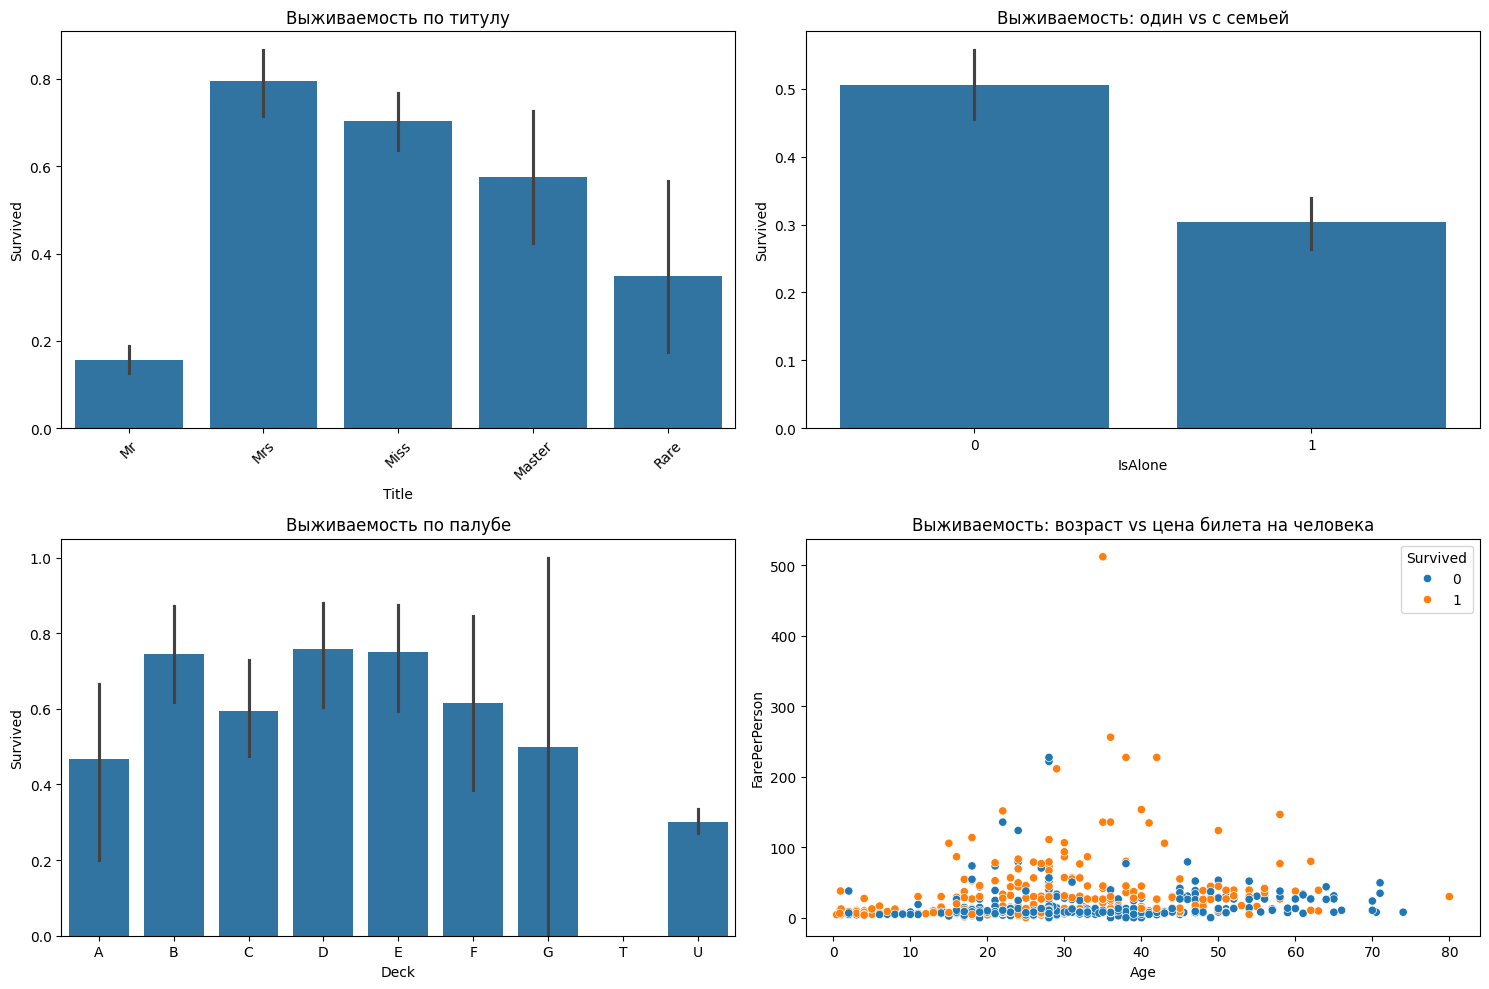 Выживаемость по титулу
Survived
0.8
0.6
0.4
0.2
0.0
Mr Mrs Miss Master Rare
Title
Выживаемость: один vs с семьей
Survived
0.5
0.4
0.3
0.2
0.1
0.0
0 1
IsAlone
Выживаемость по палубе
Survived
1.0
0.8
0.6
0.4
0.2
0.0
A B C D E F G T U
Deck
Выживаемость: возраст vs цена билета на человека
FarePerPerson
500
400
300
200
100
0
Survived
0
1
0 10 20 30 40 50 60 70 80
Age